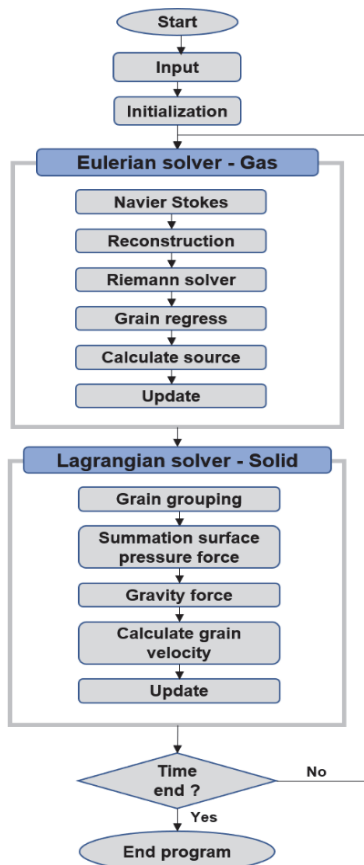 Start
Input
Initialization
Eulerian solver - Gas
Navier Stokes
Reconstruction
Riemann solver
Grain regress
Calculate source
Update
Lagrangian solver - Solid
Grain grouping
Summation surface
pressure force
Gravity force
Calculate grain
velocity
Update
Time
end ?
No
Yes
End program